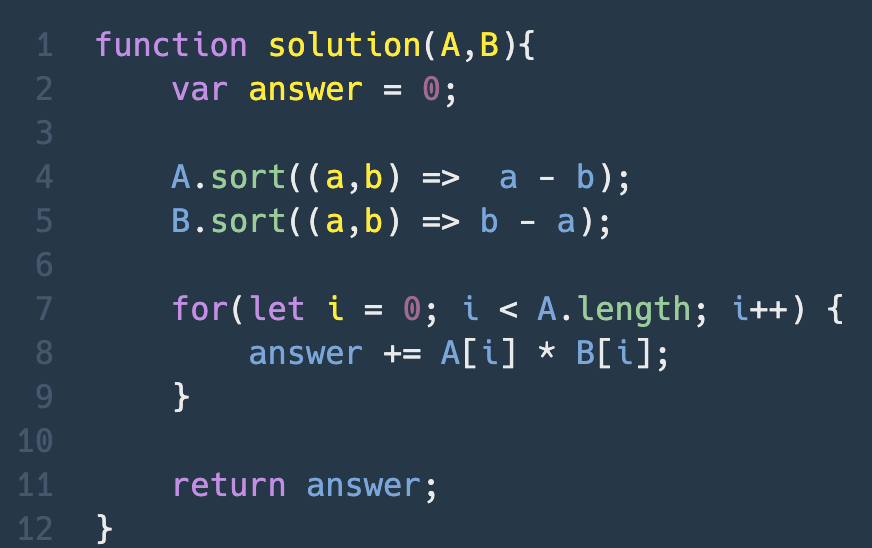 1 function solution(A,B){
2     var answer = 0;
3
4     A.sort((a,b) =>  a - b);
5     B.sort((a,b) => b - a);
6
7     for(let i = 0; i < A.length; i++) {
8         answer += A[i] * B[i];
9     }
10
11     return answer;
12 }